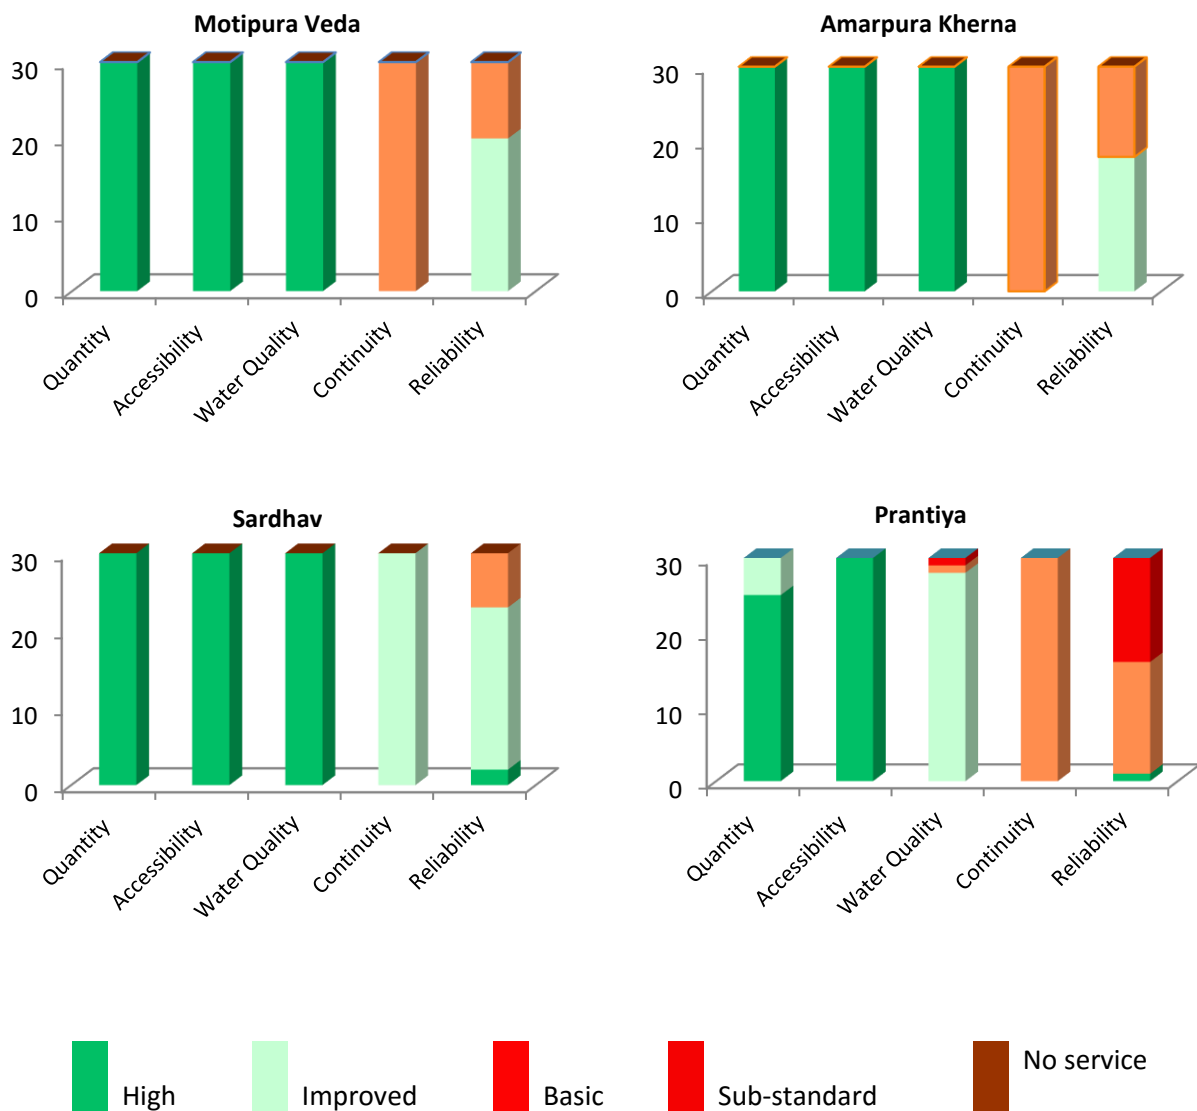 Motipura Veda
30
20
10
0
Quantity
Accessibility
Water Quality
Continuity
Reliability
Amarpura Kherna
30
20
10
0
Quantity
Accessibility
Water Quality
Continuity
Reliability
Sardhav
30
20
10
0
Quantity
Accessibility
Water Quality
Continuity
Reliability
Prantiya
30
20
10
0
Quantity
Accessibility
Water Quality
Continuity
Reliability
High
Improved
Basic
Sub-standard
No service